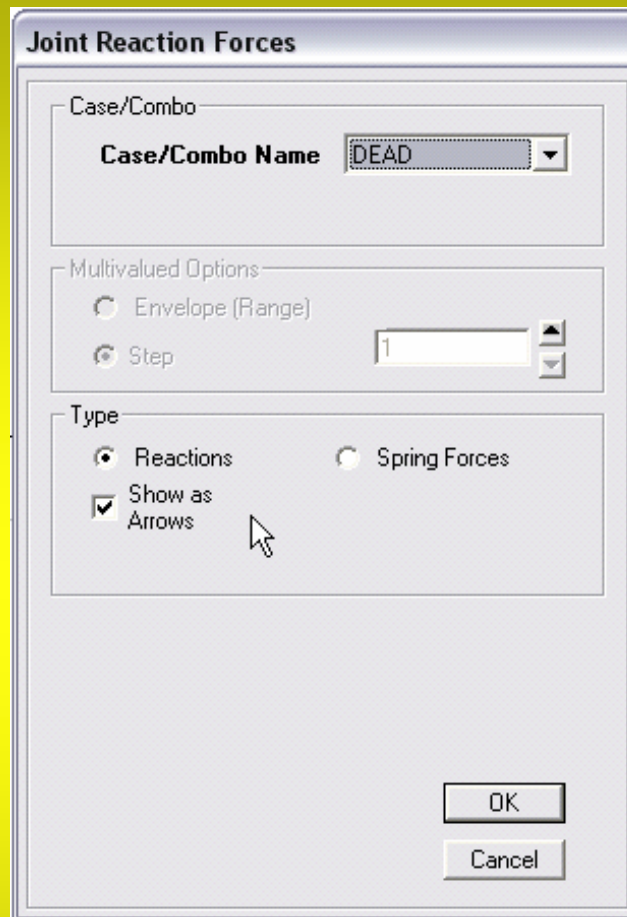 Joint Reaction Forces
Case/Combo
Case/Combo Name DEAD
Multivalued Options
Envelope (Range)
Step 1
Type
Reactions Spring Forces
Show as
Arrows
OK
Cancel